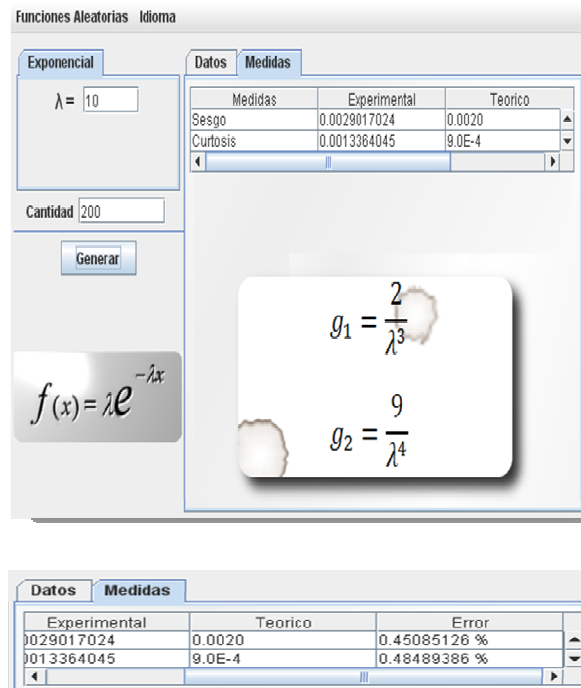 Funciones Aleatorias Idioma
Exponencial
λ = 10
Cantidad 200
Generar
f(x) = λe^{-λx}
Datos Medidas
Medidas Experimental Teorico
Sesgo 0.0029017024 0.0020
Curtosis 0.0013364045 9.0E-4
g₁ = 2/λ³
g₂ = 9/λ⁴
Datos Medidas
Experimental Teorico Error
029017024 0.0020 0.45085126 %
013364045 9.0E-4 0.48489386 %